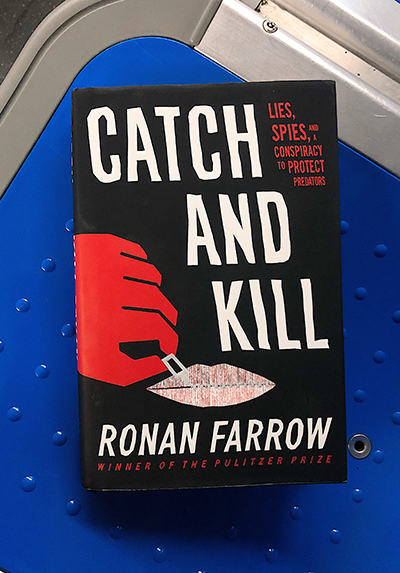 CATCH
AND
KILL
LIES,
SPIES, AND A
CONSPIRACY
TO PROTECT
PREDATORS
RONAN FARROW
WINNER OF THE PULITZER PRIZE